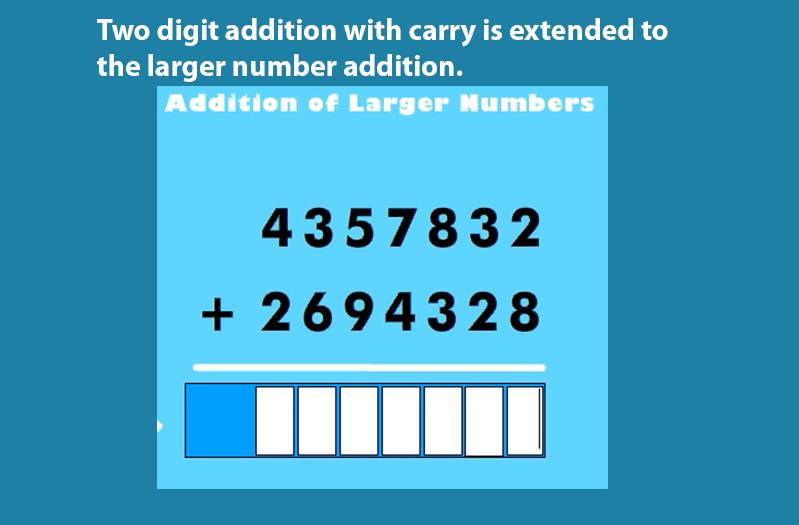 Two digit addition with carry is extended to
the larger number addition.
Addition of Larger Numbers
4357832
+ 2694328